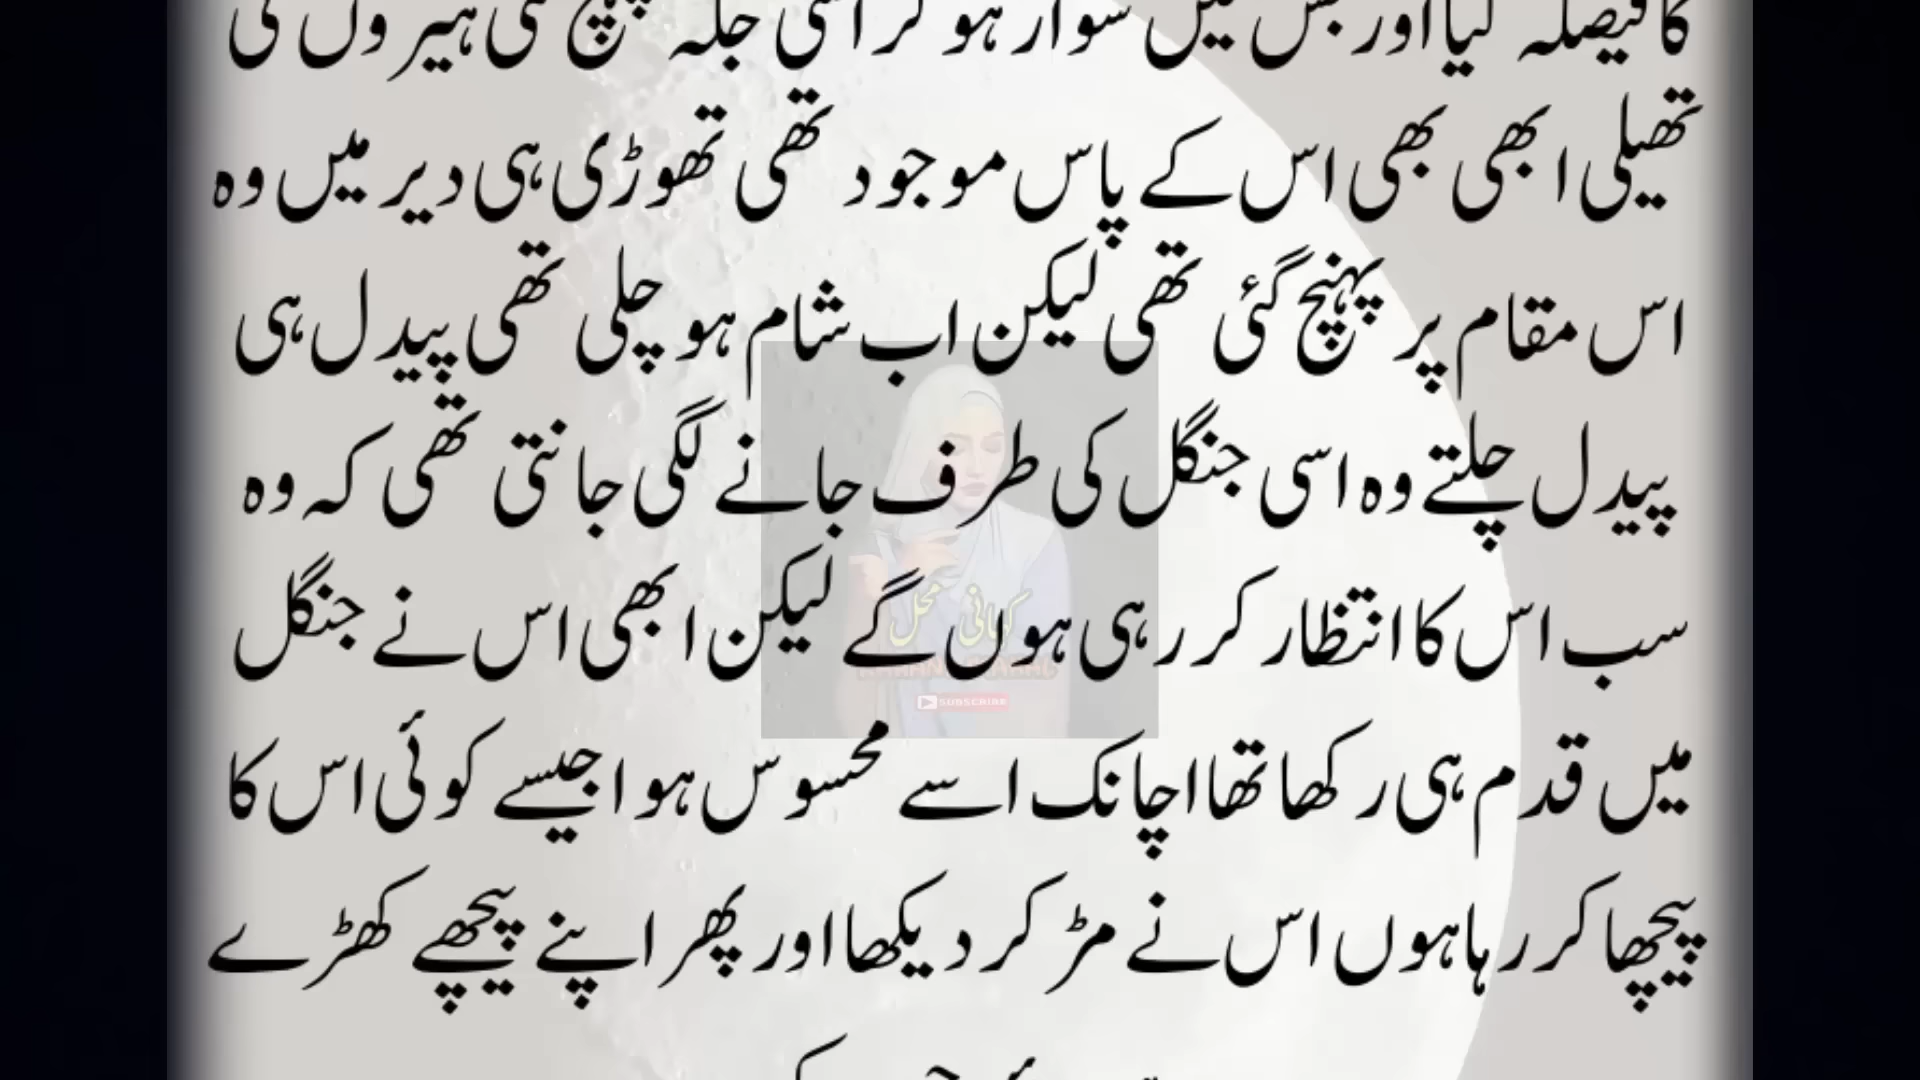 کا فیصلہ کیا اور بس میں سوار ہو کر اسی جگہ پہنچ گئی ہیروں کی
تھیلی ابھی بھی اس کے پاس موجود تھی تھوڑی ہی دیر میں وہ
اس مقام پر پہنچ گئی تھی لیکن اب شام ہو چلی تھی پیدل ہی
پیدل چلتے وہ اسی جنگل کی طرف جانے لگی جانتی تھی کہ وہ
سب اس کا انتظار کر رہی ہوں گے لیکن ابھی اس نے جنگل
میں قدم ہی رکھا تھا اچانک اسے محسوس ہوا جیسے کوئی اس کا
پیچھا کر رہا ہوں اس نے مڑ کر دیکھا اور پھر اپنے پیچھے کھڑے
کہانی محل
SUBSCRIBE